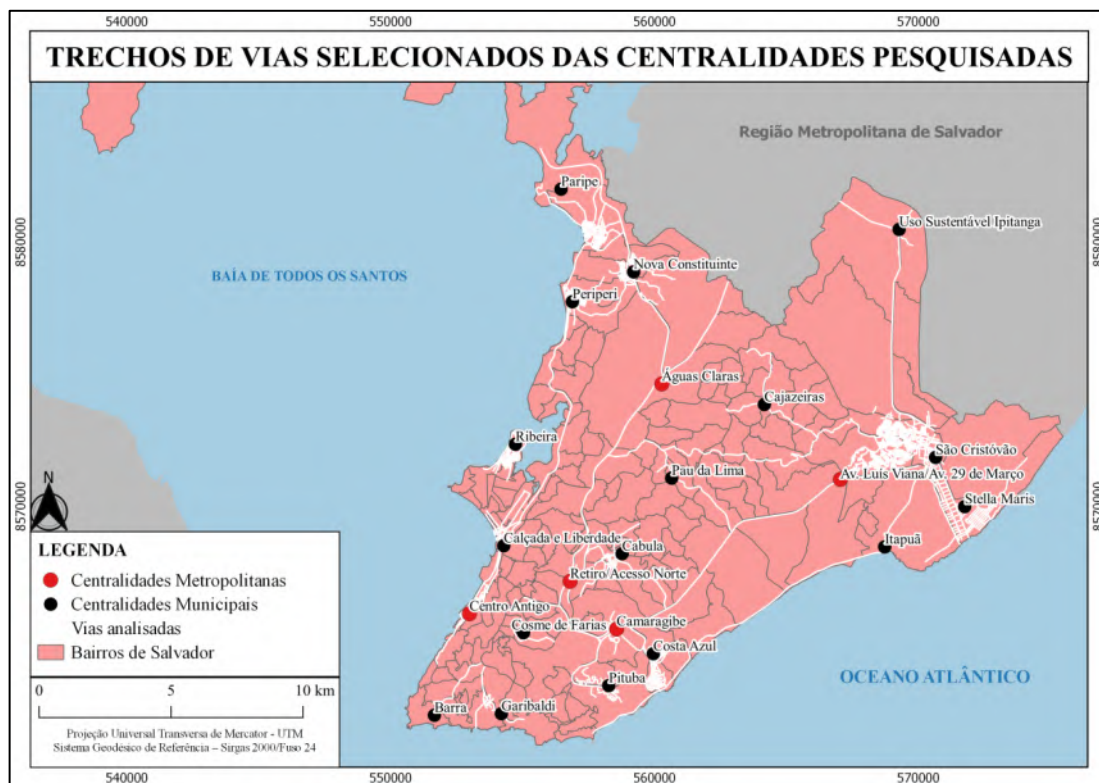 540000 550000 560000 570000
TRECHOS DE VIAS SELECIONADOS DAS CENTRALIDADES PESQUISADAS
Região Metropolitana de Salvador
Paripe
Uso Sustentável Ipitanga
8580000
8580000
BAÍA DE TODOS OS SANTOS
Nova Constituinte
Periperi
Águas Claras
Cajazeiras
Ribeira
São Cristóvão
Pau da Lima
Av. Luís Viana/Av. 29 de Março
N
Stella Maris
8570000
8570000
Calçada e Liberdade
Cabula
Itapuã
Retiro/Acesso Norte
Centro Antigo
Cosme de Farias
Camaragibe
Costa Azul
Pituba
OCEANO ATLÂNTICO
Barra
Garibaldi
LEGENDA
Centralidades Metropolitanas
Centralidades Municipais
Vias analisadas
Bairros de Salvador
0 5 10 km
Projeção Universal Transversa de Mercator - UTM
Sistema Geodésico de Referência – Sirgas 2000/Fuso 24
540000 550000 560000 570000